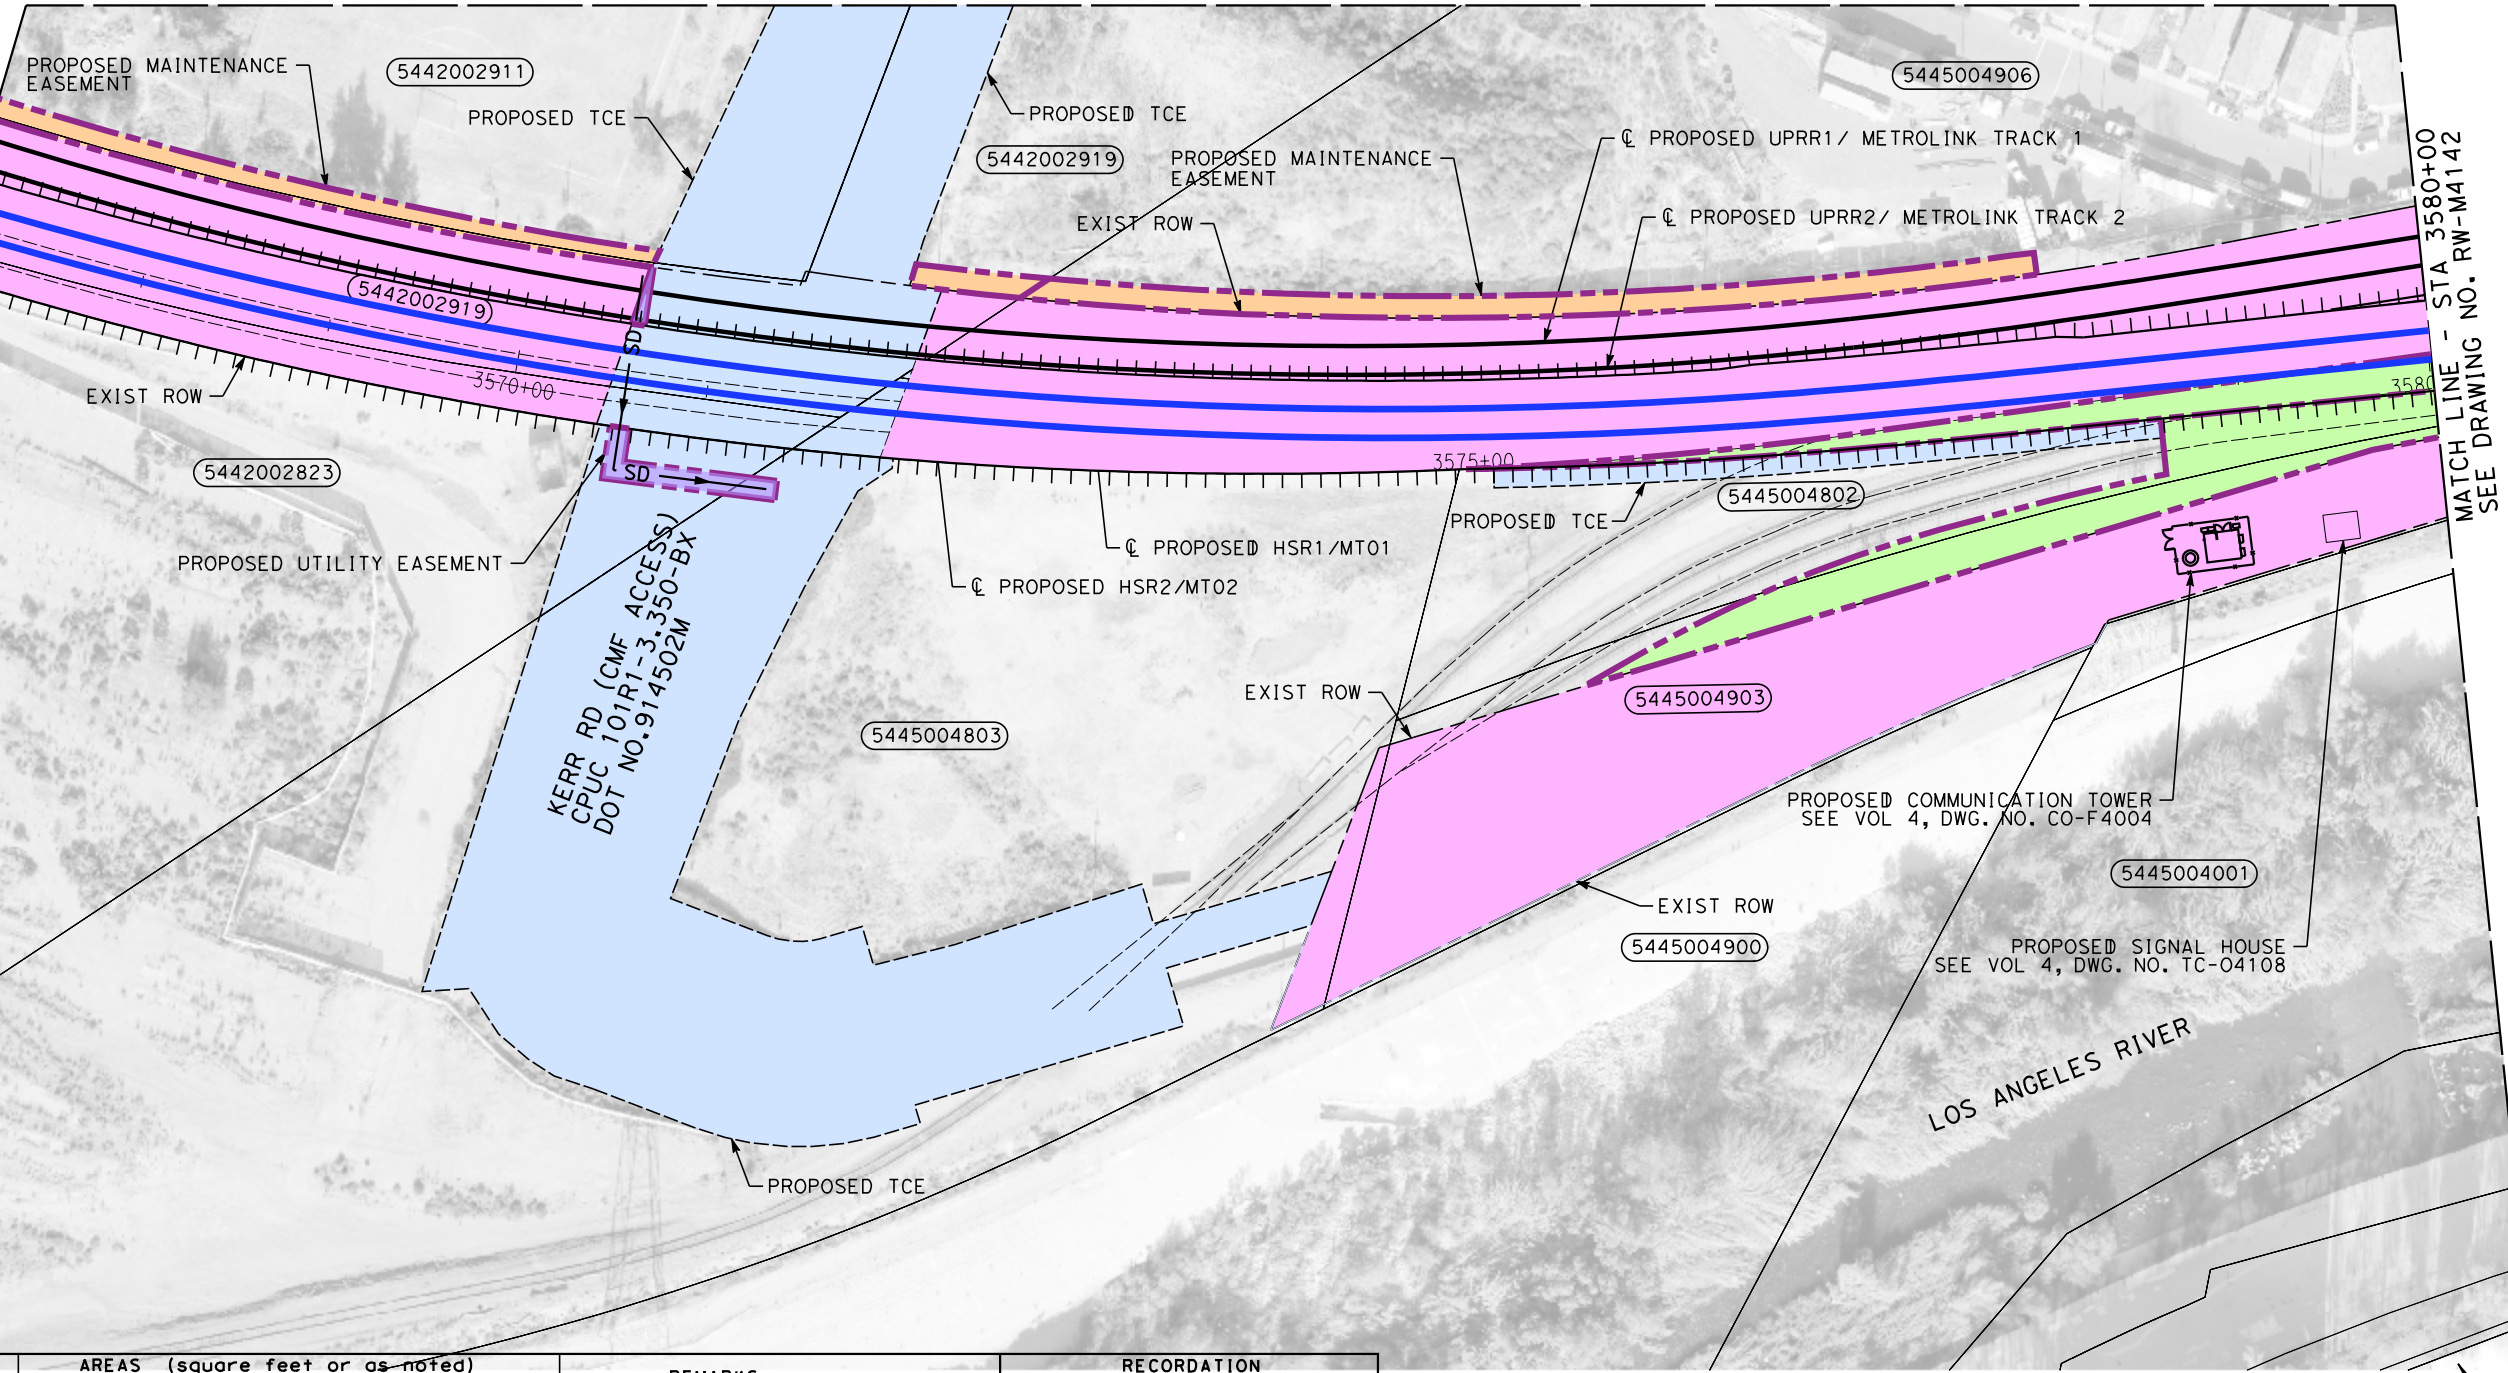 PROPOSED MAINTENANCE
EASEMENT
5442002911
PROPOSED TCE
PROPOSED TCE
5442002919
PROPOSED MAINTENANCE
EASEMENT
EXIST ROW
5445004906
℄ PROPOSED UPRR1/ METROLINK TRACK 1
℄ PROPOSED UPRR2/ METROLINK TRACK 2
MATCH LINE - STA 3580+00
SEE DRAWING NO. RW-M4142
5442002919
SD
3570+00
EXIST ROW
3580
5442002823
SD
3575+00
5445004802
PROPOSED TCE
℄ PROPOSED HSR1/MT01
℄ PROPOSED HSR2/MT02
PROPOSED UTILITY EASEMENT
KERR RD (CMF ACCESS)
CPUC 101R1-3.350-BX
DOT NO.914502M
EXIST ROW
5445004903
5445004803
PROPOSED COMMUNICATION TOWER
SEE VOL 4, DWG. NO. CO-F4004
5445004001
EXIST ROW
5445004900
PROPOSED SIGNAL HOUSE
SEE VOL 4, DWG. NO. TC-04108
LOS ANGELES RIVER
PROPOSED TCE
AREAS (square feet or as noted)
REMARKS
RECORDATION